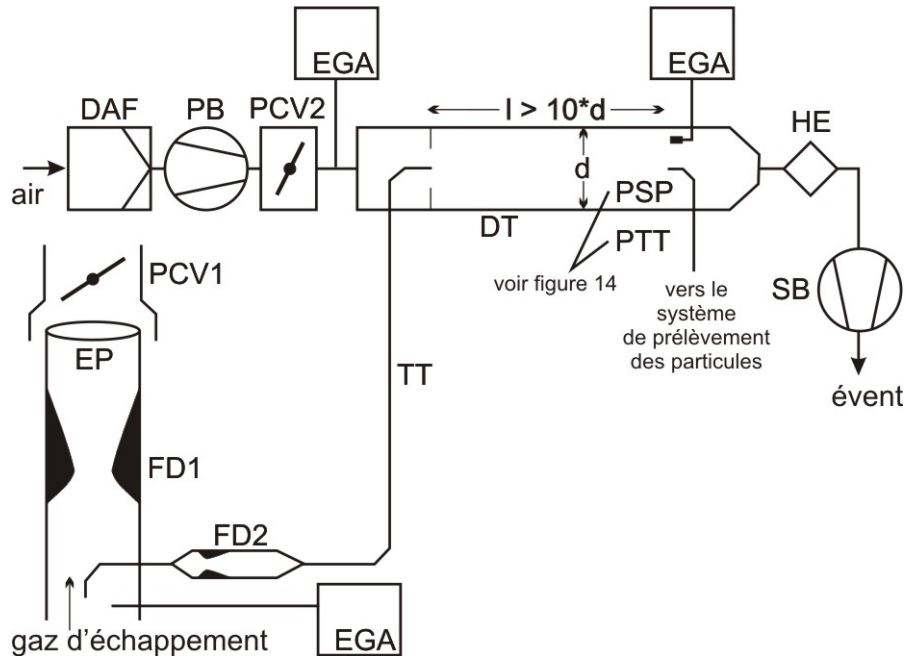 EGA
EGA
DAF
PB
PCV2
l > 10*d
HE
air
d
PSP
DT
PTT
PCV1
voir figure 14
vers le
système
de prélèvement
des particules
SB
EP
TT
évent
FD1
FD2
gaz d'échappement
EGA